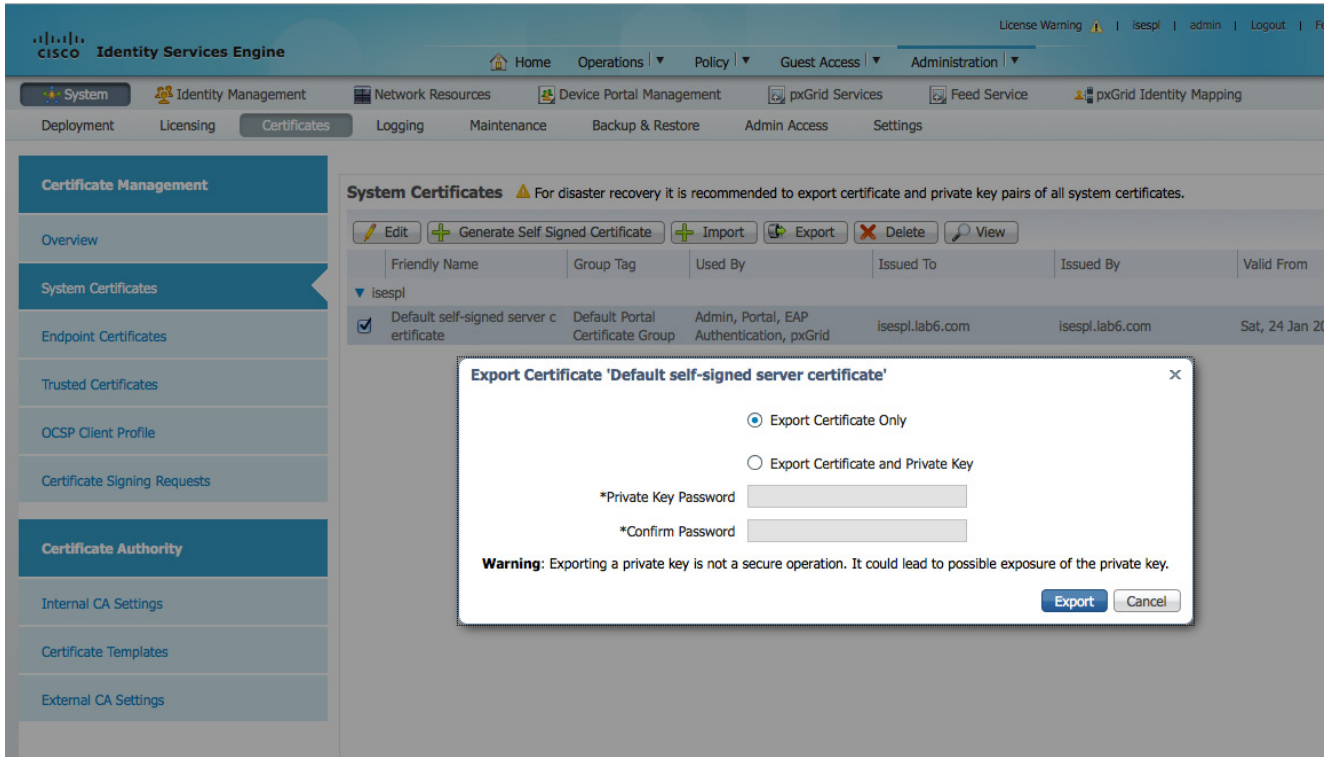 License Warning | isespl | admin | Logout |
CISCO Identity Services Engine
Home Operations | Policy | Guest Access | Administration |
System Identity Management Network Resources Device Portal Management pxGrid Services Feed Service pxGrid Identity Mapping
Deployment Licensing Certificates Logging Maintenance Backup & Restore Admin Access Settings
Certificate Management
Overview
System Certificates
Endpoint Certificates
Trusted Certificates
OCSP Client Profile
Certificate Signing Requests
Certificate Authority
Internal CA Settings
Certificate Templates
External CA Settings
System Certificates For disaster recovery it is recommended to export certificate and private key pairs of all system certificates.
Edit Generate Self Signed Certificate Import Export Delete View
Friendly Name Group Tag Used By Issued To Issued By Valid From
isespl
Default self-signed server c Default Portal Admin, Portal, EAP isespl.lab6.com isespl.lab6.com Sat, 24 Jan 20
ertificate Certificate Group Authentication, pxGrid
Export Certificate 'Default self-signed server certificate'
Export Certificate Only
Export Certificate and Private Key
*Private Key Password
*Confirm Password
Warning: Exporting a private key is not a secure operation. It could lead to possible exposure of the private key.
Export Cancel